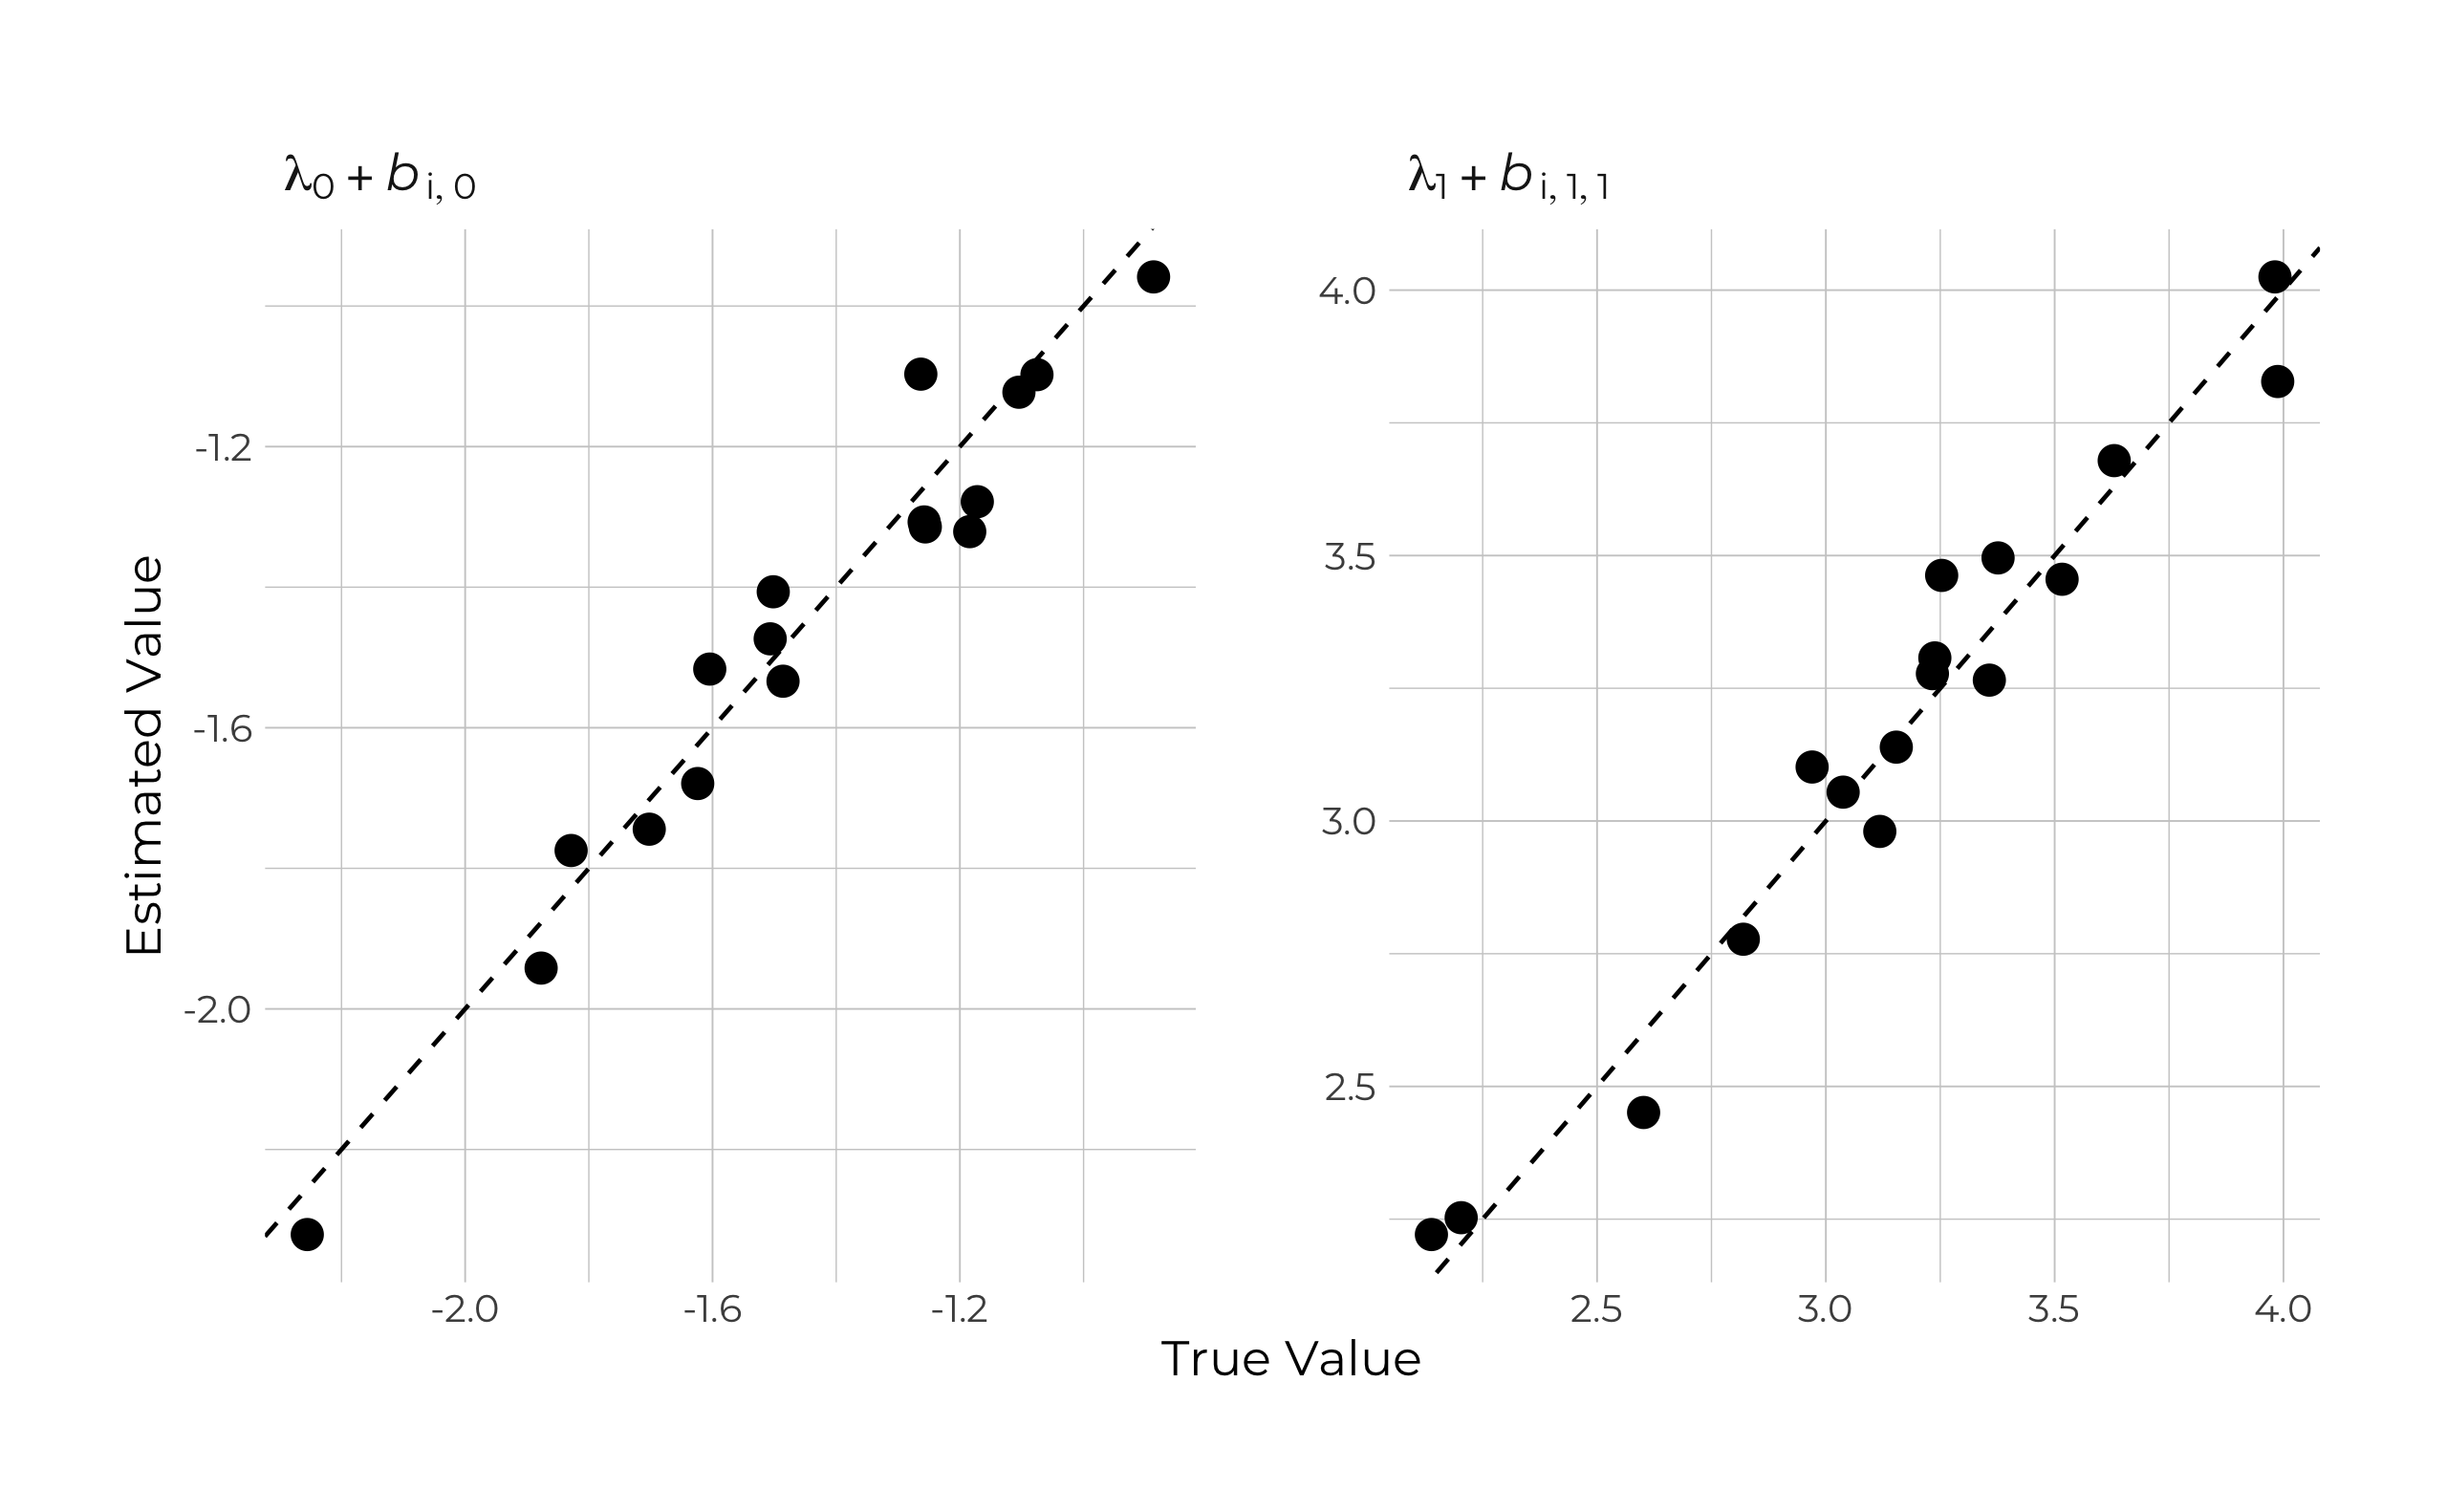 λ0 + b i, 0
λ1 + b i, 1, 1
Estimated Value
-1.2
-1.6
-2.0
-2.0 -1.6 -1.2
4.0
3.5
3.0
2.5
2.5 3.0 3.5 4.0
True Value